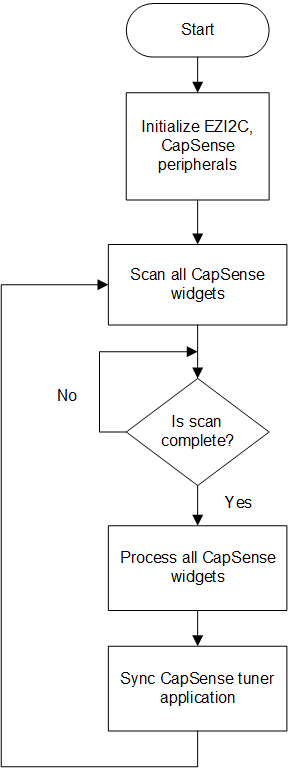 Start
Initialize EZI2C,
CapSense
peripherals
Scan all CapSense
widgets
No
Is scan
complete?
Yes
Process all CapSense
widgets
Sync CapSense tuner
application